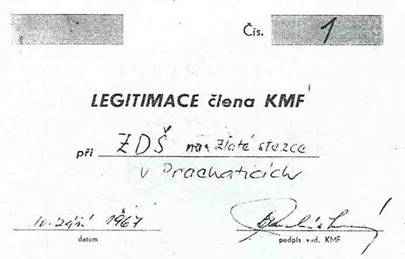 Čís. 1
LEGITIMACE člena KMF
při ZDŠ na Zlaté stezce
v Prachaticích
10. září 1967
datum podpis ved. KMF